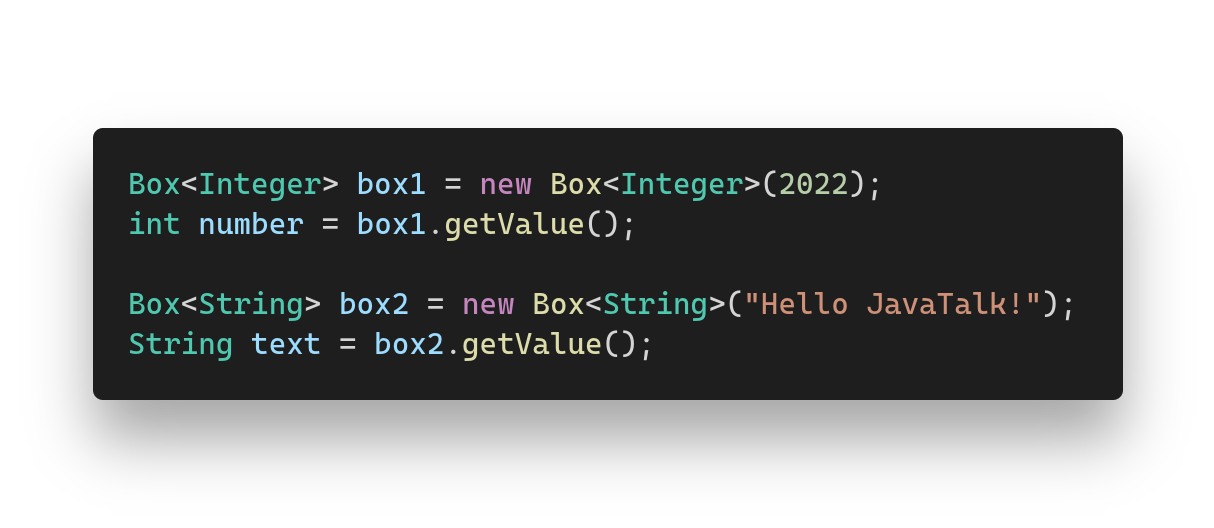 Box<Integer> box1 = new Box<Integer>(2022);
int number = box1.getValue();
Box<String> box2 = new Box<String>("Hello JavaTalk!");
String text = box2.getValue();